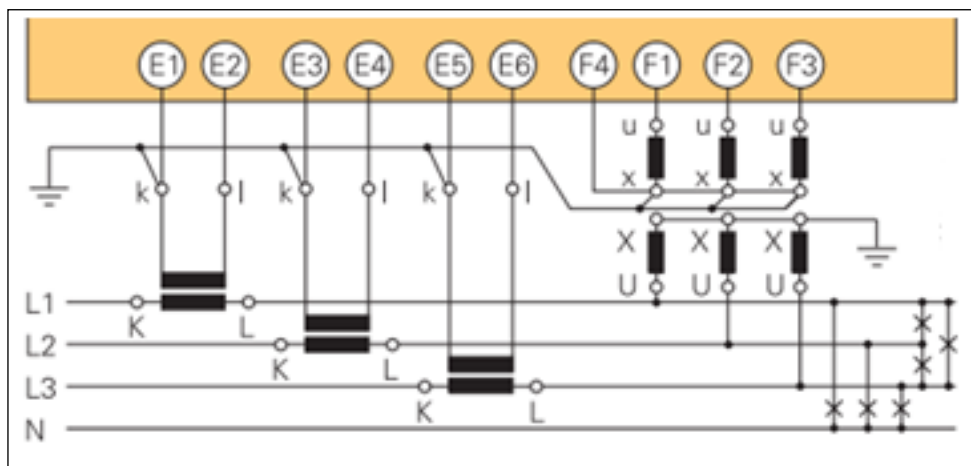 E1 E2 E3 E4 E5 E6 F4 F1 F2 F3
u u u
k l k l k l x x x
X X X
U U U
L1
K L
L2
K L
L3
K L
N